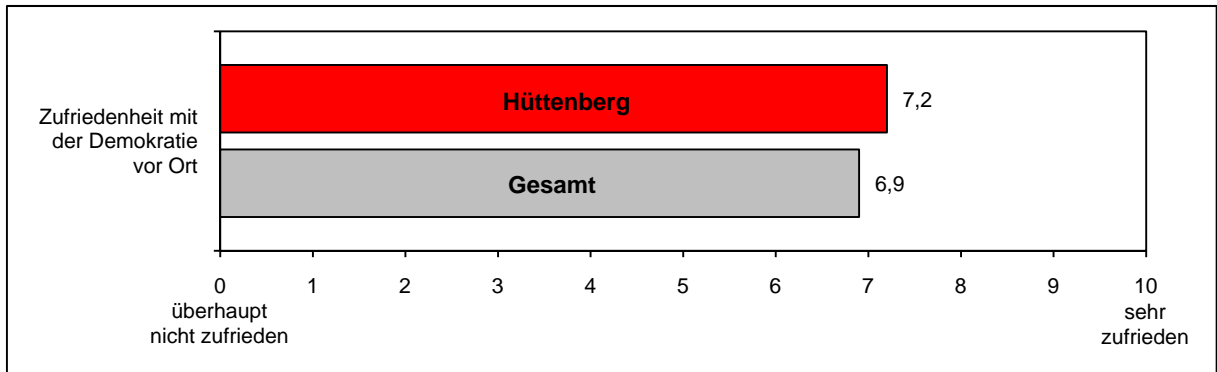 Zufriedenheit mit
der Demokratie
vor Ort
Hüttenberg
7,2
Gesamt
6,9
0 1 2 3 4 5 6 7 8 9 10
überhaupt
nicht zufrieden
sehr
zufrieden